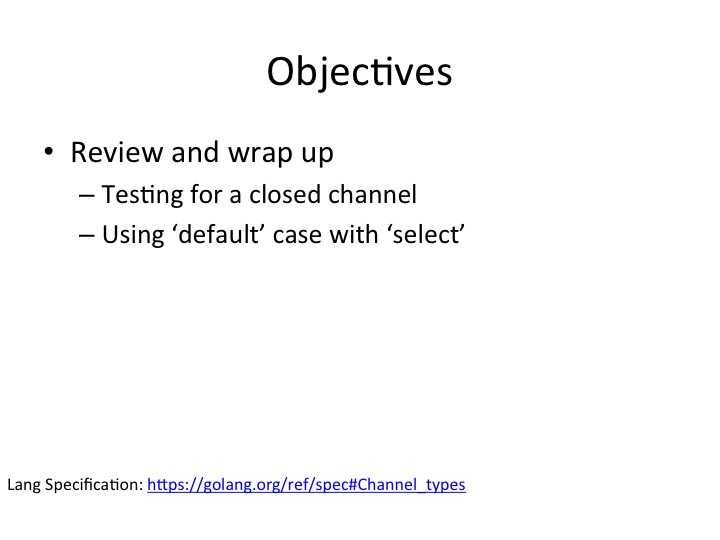 Objectives
• Review and wrap up
– Testing for a closed channel
– Using ‘default’ case with ‘select’
Lang Specification: https://golang.org/ref/spec#Channel_types